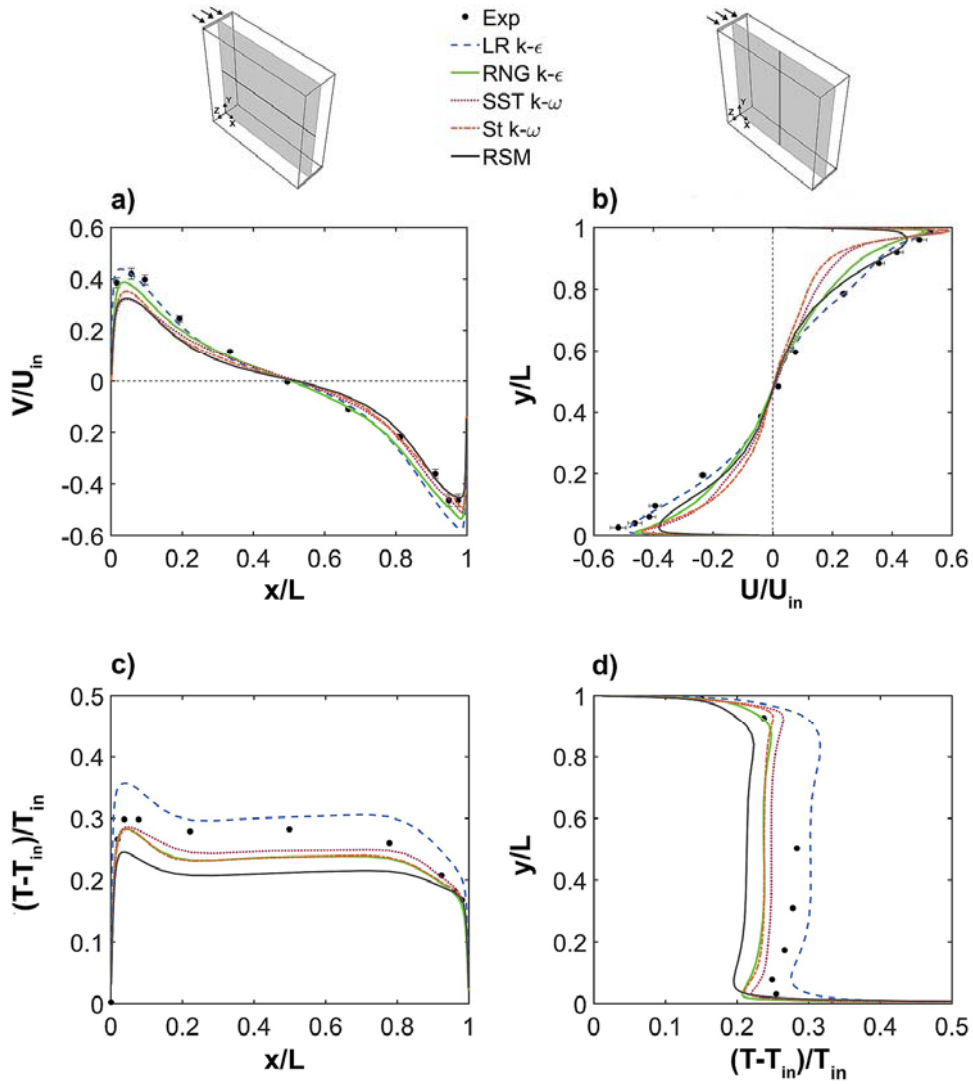 Exp
LR k-ϵ
RNG k-ϵ
SST k-ω
St k-ω
RSM
Y
Z
X
Y
Z
X
a)
0.6
0.4
0.2
0
-0.2
-0.4
-0.6
V/U_in
0 0.2 0.4 0.6 0.8 1
x/L
b)
1
0.8
0.6
0.4
0.2
0
y/L
-0.6 -0.4 -0.2 0 0.2 0.4 0.6
U/U_in
c)
0.5
0.4
0.3
0.2
0.1
0
(T-T_in)/T_in
0 0.2 0.4 0.6 0.8 1
x/L
d)
1
0.8
0.6
0.4
0.2
0
y/L
0 0.1 0.2 0.3 0.4 0.5
(T-T_in)/T_in